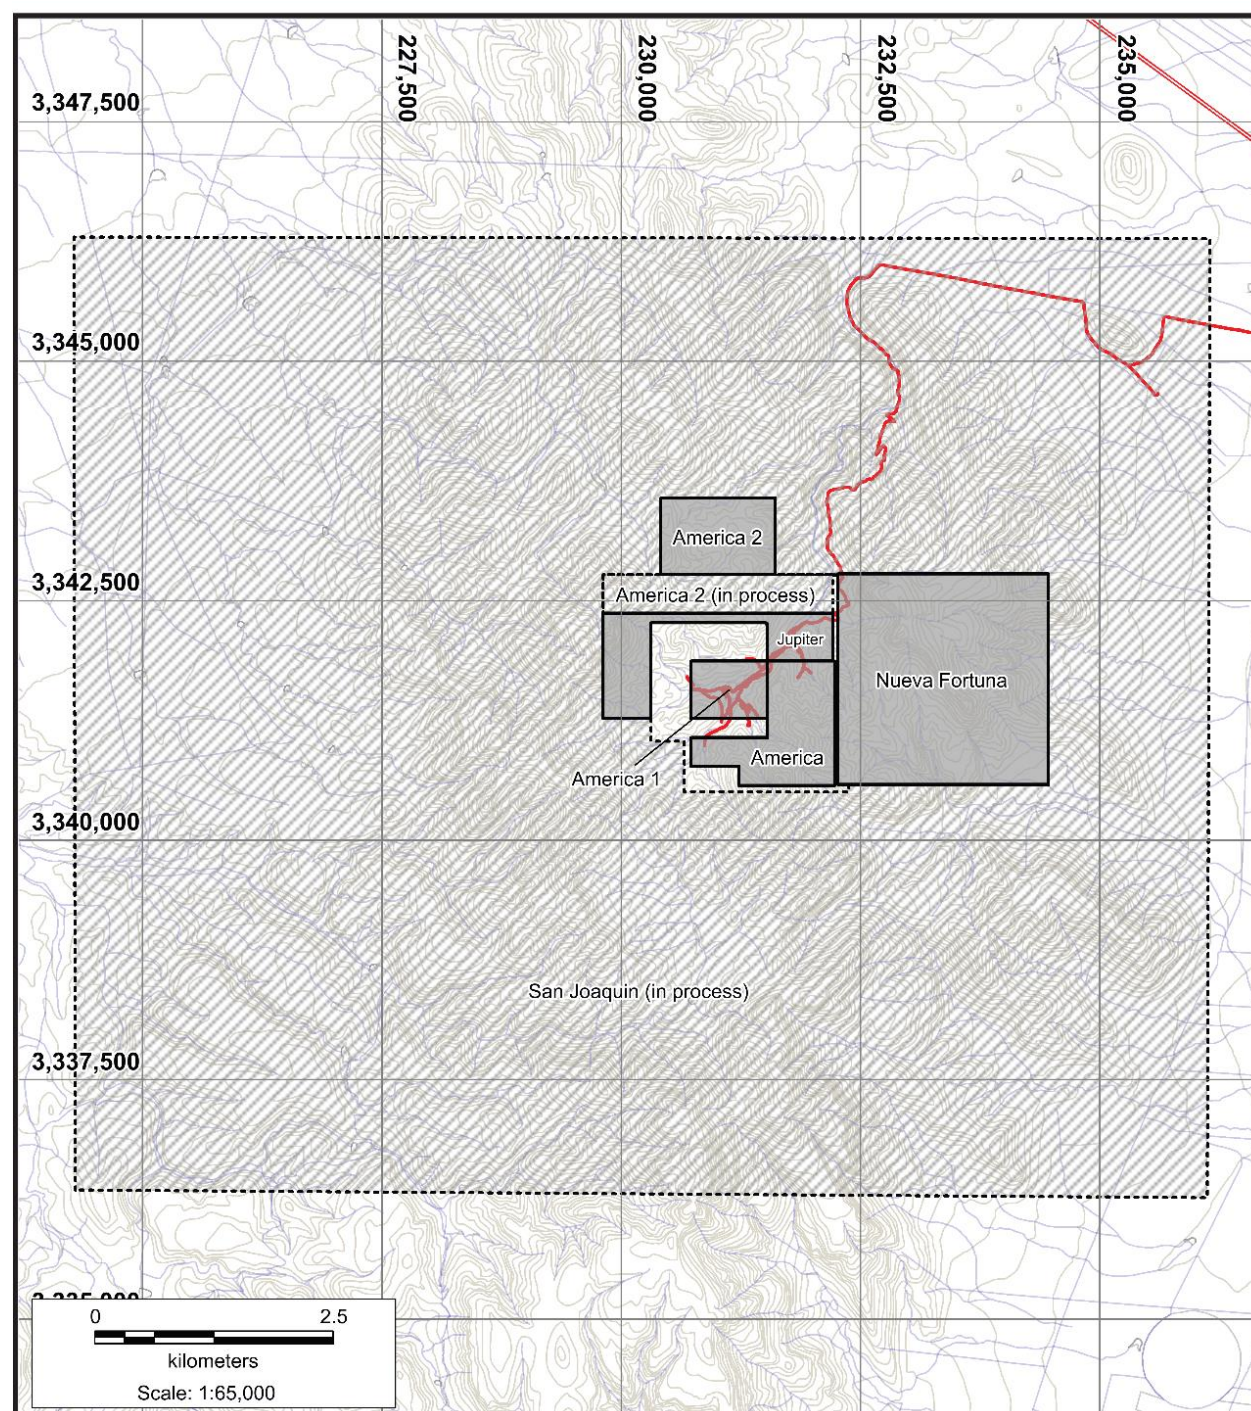 227,500
230,000
232,500
235,000
3,347,500
3,345,000
America 2
3,342,500
America 2 (in process)
Jupiter
Nueva Fortuna
America
America 1
3,340,000
San Joaquin (in process)
3,337,500
0 2.5
kilometers
Scale: 1:65,000